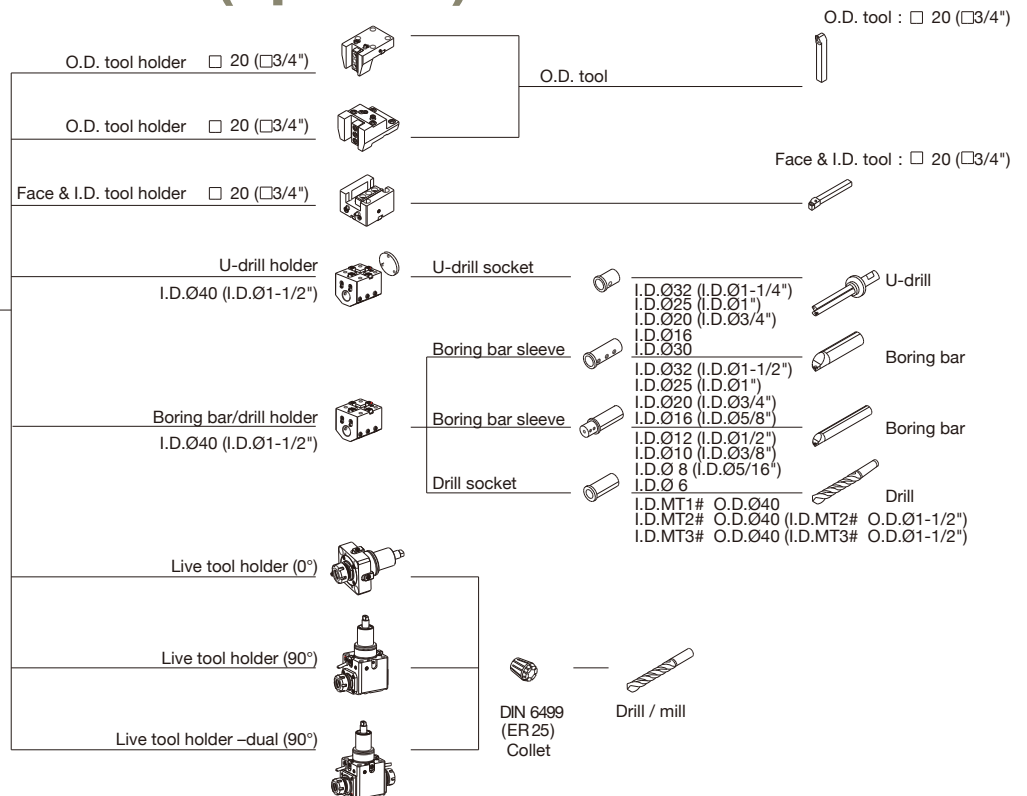 O.D. tool : □ 20 (□3/4")
O.D. tool holder □ 20 (□3/4")
O.D. tool
O.D. tool holder □ 20 (□3/4")
Face & I.D. tool : □ 20 (□3/4")
Face & I.D. tool holder □ 20 (□3/4")
U-drill holder
I.D.Ø40 (I.D.Ø1-1/2")
U-drill socket
I.D.Ø32 (I.D.Ø1-1/4")
I.D.Ø25 (I.D.Ø1")
I.D.Ø20 (I.D.Ø3/4")
I.D.Ø16
U-drill
Boring bar sleeve
I.D.Ø30
I.D.Ø32 (I.D.Ø1-1/2")
I.D.Ø25 (I.D.Ø1")
I.D.Ø20 (I.D.Ø3/4")
I.D.Ø16 (I.D.Ø5/8")
Boring bar
Boring bar/drill holder
I.D.Ø40 (I.D.Ø1-1/2")
Boring bar sleeve
I.D.Ø12 (I.D.Ø1/2")
I.D.Ø10 (I.D.Ø3/8")
I.D.Ø 8 (I.D.Ø5/16")
I.D.Ø 6
Boring bar
Drill socket
I.D.MT1# O.D.Ø40
I.D.MT2# O.D.Ø40 (I.D.MT2# O.D.Ø1-1/2")
I.D.MT3# O.D.Ø40 (I.D.MT3# O.D.Ø1-1/2")
Drill
Live tool holder (0°)
Live tool holder (90°)
Live tool holder –dual (90°)
DIN 6499
(ER 25)
Collet
Drill / mill